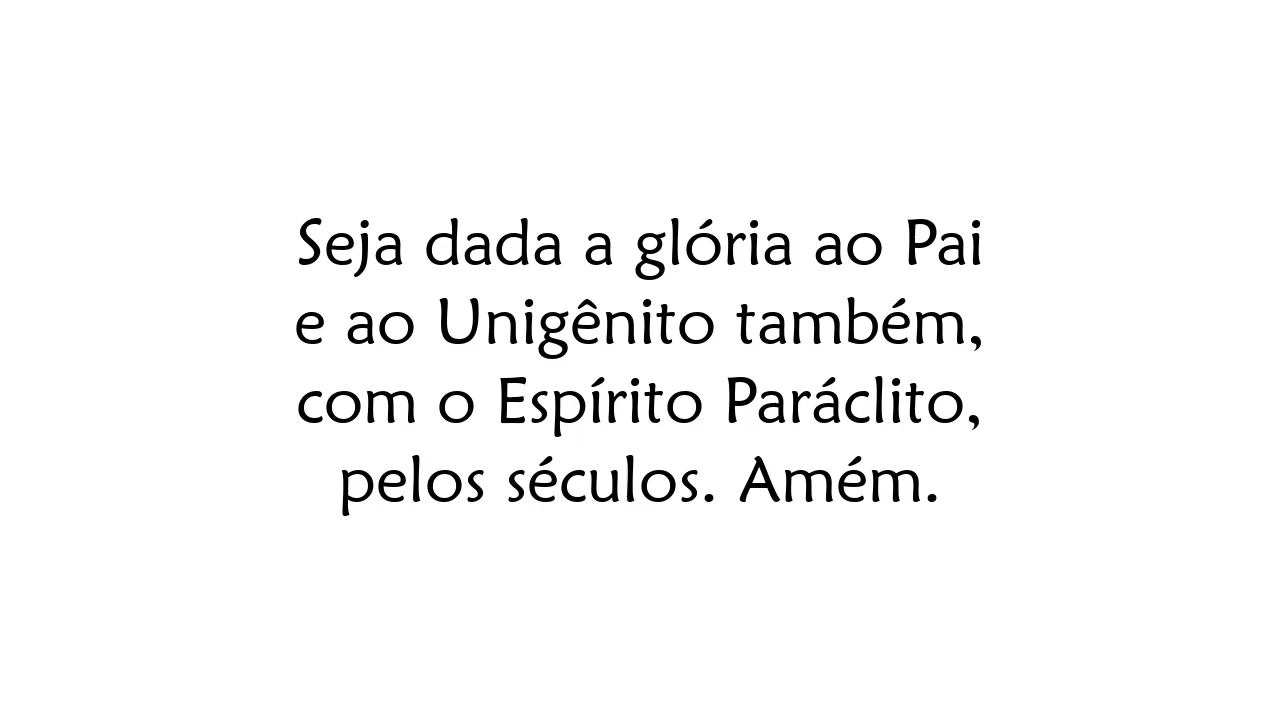 Seja dada a glória ao Pai
e ao Unigênito também,
com o Espírito Paráclito,
pelos séculos. Amém.